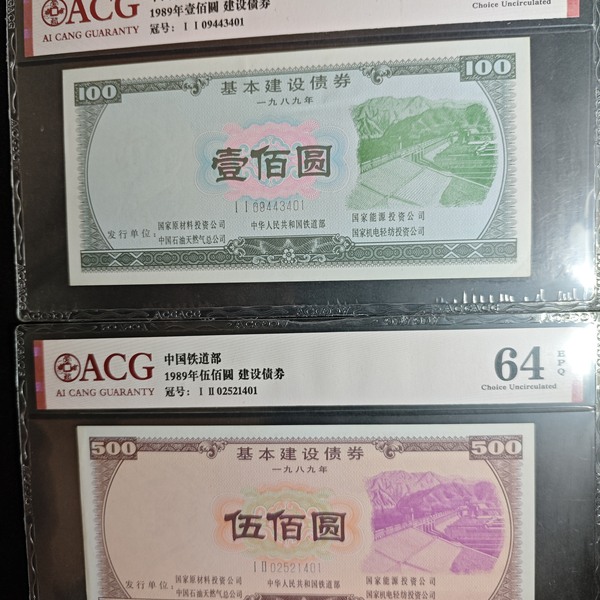 ACG
AI CANG GUARANTY
1989年壹佰圆 建设债券
冠号: I I 09443401
Choice Uncirculated
100
100
基本建设债券
一九八九年
壹佰圆
I I 09443401
发行单位:
国家原材料投资公司 中华人民共和国铁道部 国家能源投资公司
中国石油天然气总公司 国家机电轻纺投资公司
ACG
AI CANG GUARANTY
中国铁道部
1989年伍佰圆 建设债券
冠号: I II 02521401
64 EPQ
Choice Uncirculated
500
500
基本建设债券
一九八九年
伍佰圆
I II 02521401
发行单位:
国家原材料投资公司 中华人民共和国铁道部 国家能源投资公司
中国石油天然气总公司 国家机电轻纺投资公司